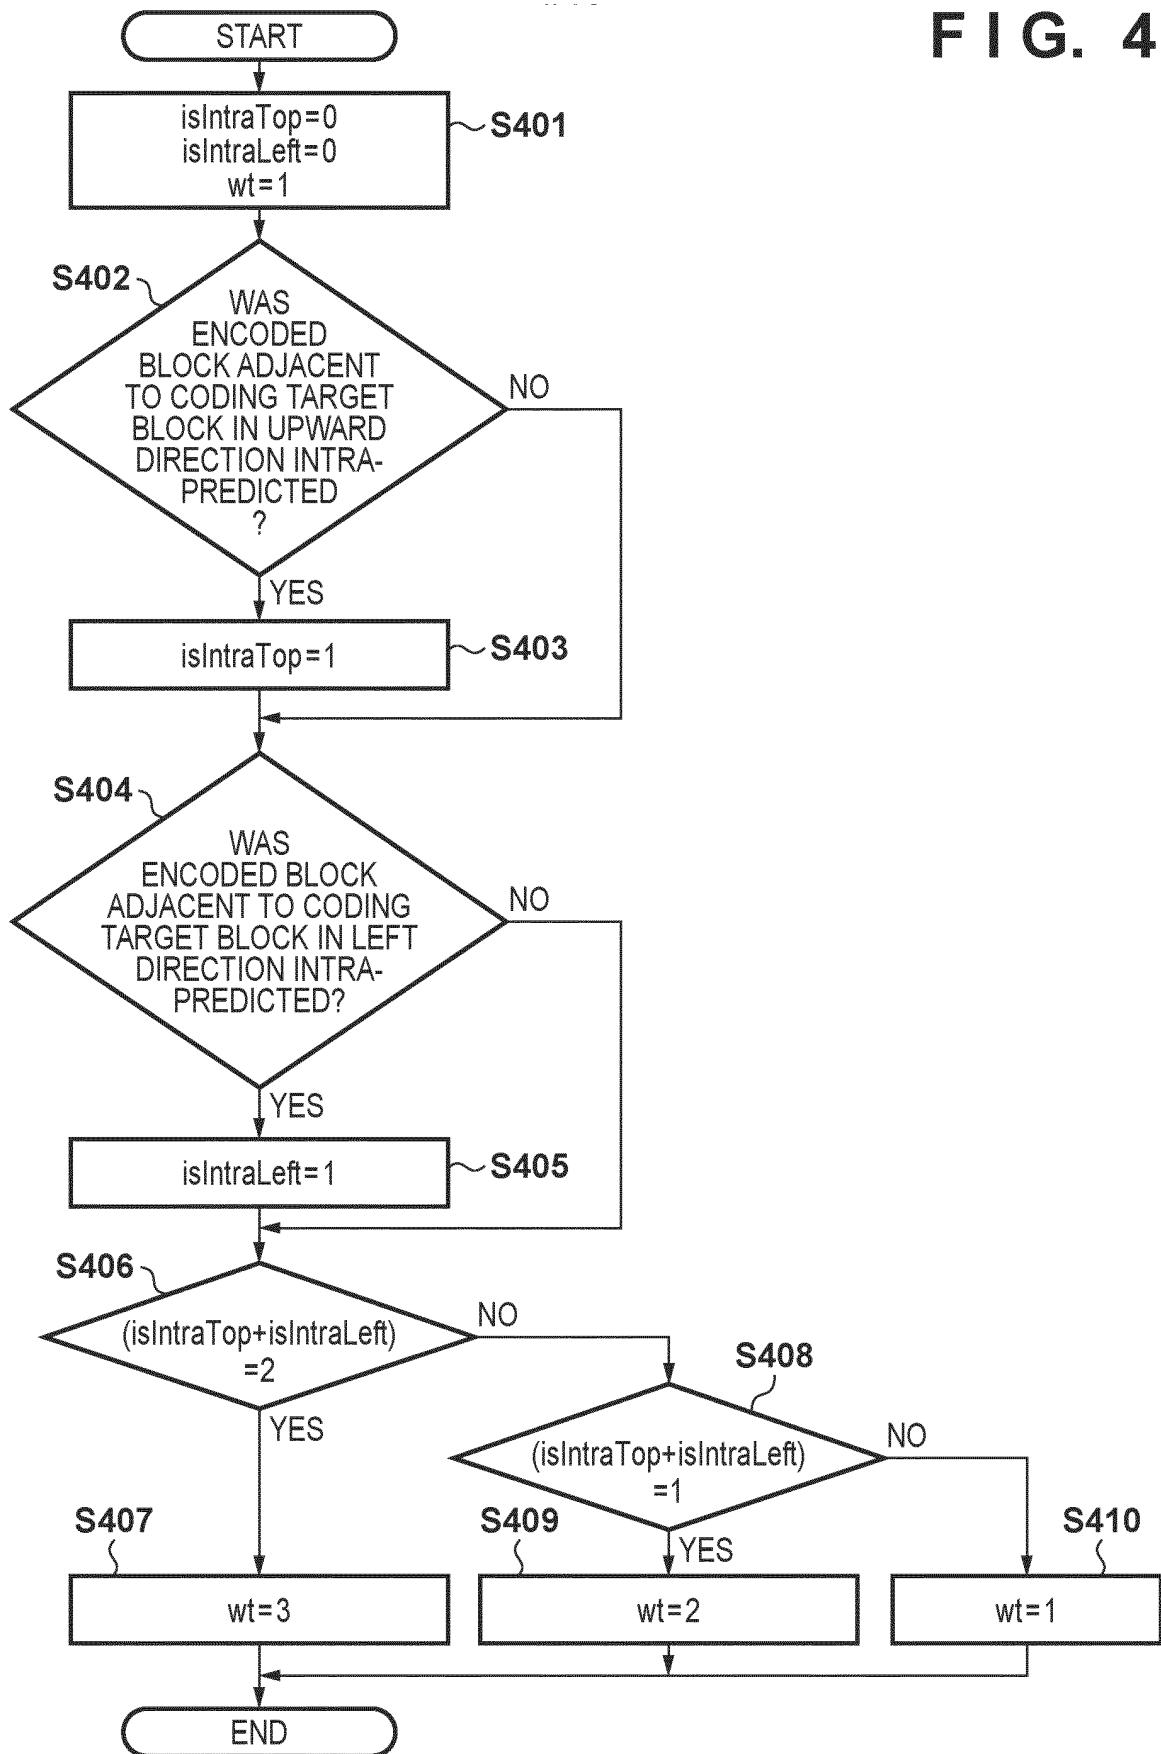 FIG. 4
START
isIntraTop=0
isIntraLeft=0
wt=1
S401
S402
WAS
ENCODED
BLOCK ADJACENT
TO CODING TARGET
BLOCK IN UPWARD
DIRECTION INTRA-
PREDICTED
?
NO
YES
isIntraTop=1
S403
S404
WAS
ENCODED BLOCK
ADJACENT TO CODING
TARGET BLOCK IN LEFT
DIRECTION INTRA-
PREDICTED?
NO
YES
isIntraLeft=1
S405
S406
(isIntraTop+isIntraLeft)
=2
NO
YES
S408
(isIntraTop+isIntraLeft)
=1
NO
YES
S407
wt=3
S409
wt=2
S410
wt=1
END